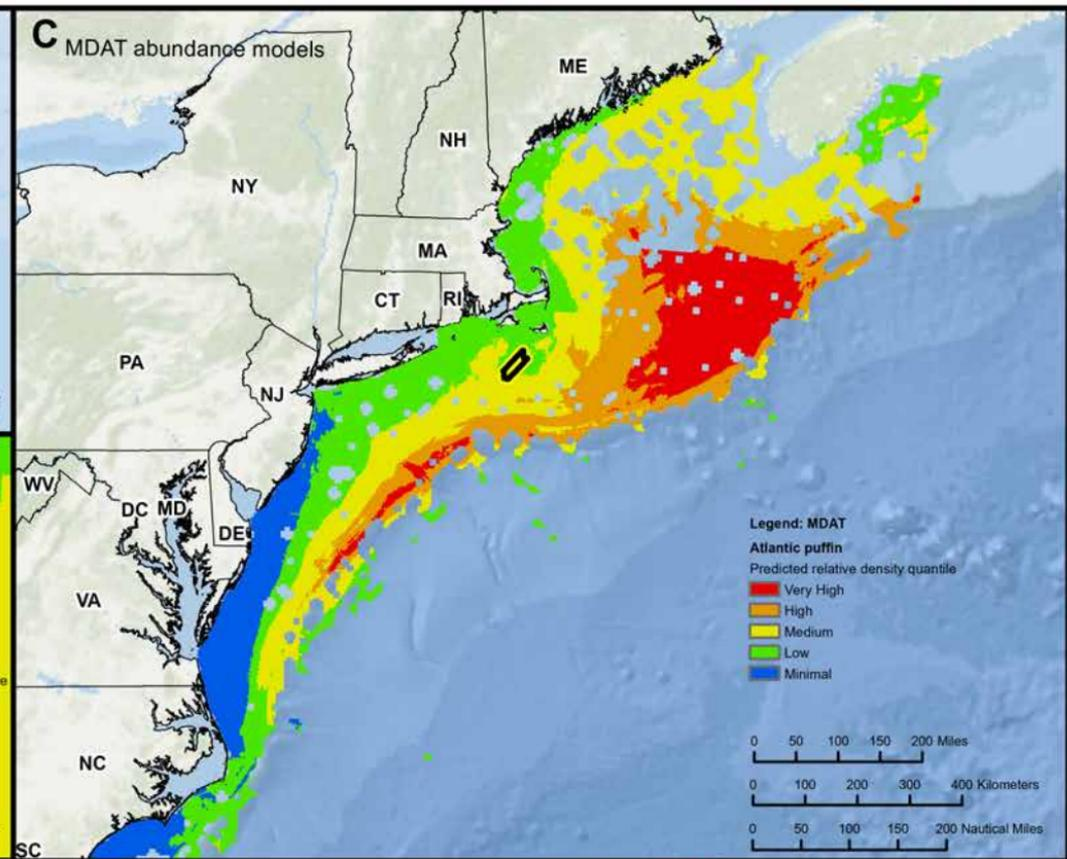 C MDAT abundance models
ME
NH
NY
MA
CT RI
PA
NJ
WV
DC MD
DE
VA
NC
SC
e
Legend: MDAT
Atlantic puffin
Predicted relative density quantile
Very High
High
Medium
Low
Minimal
0 50 100 150 200 Miles
0 100 200 300 400 Kilometers
0 50 100 150 200 Nautical Miles